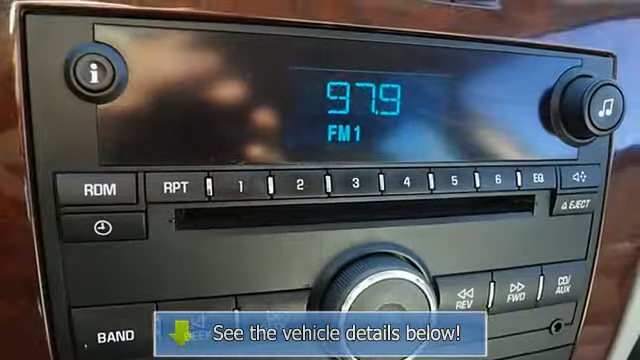 97.9
FM1
RDM
RPT
1
2
3
4
5
6
EQ
EJECT
REV
FWD
CD/
AUX
BAND
See the vehicle details below!